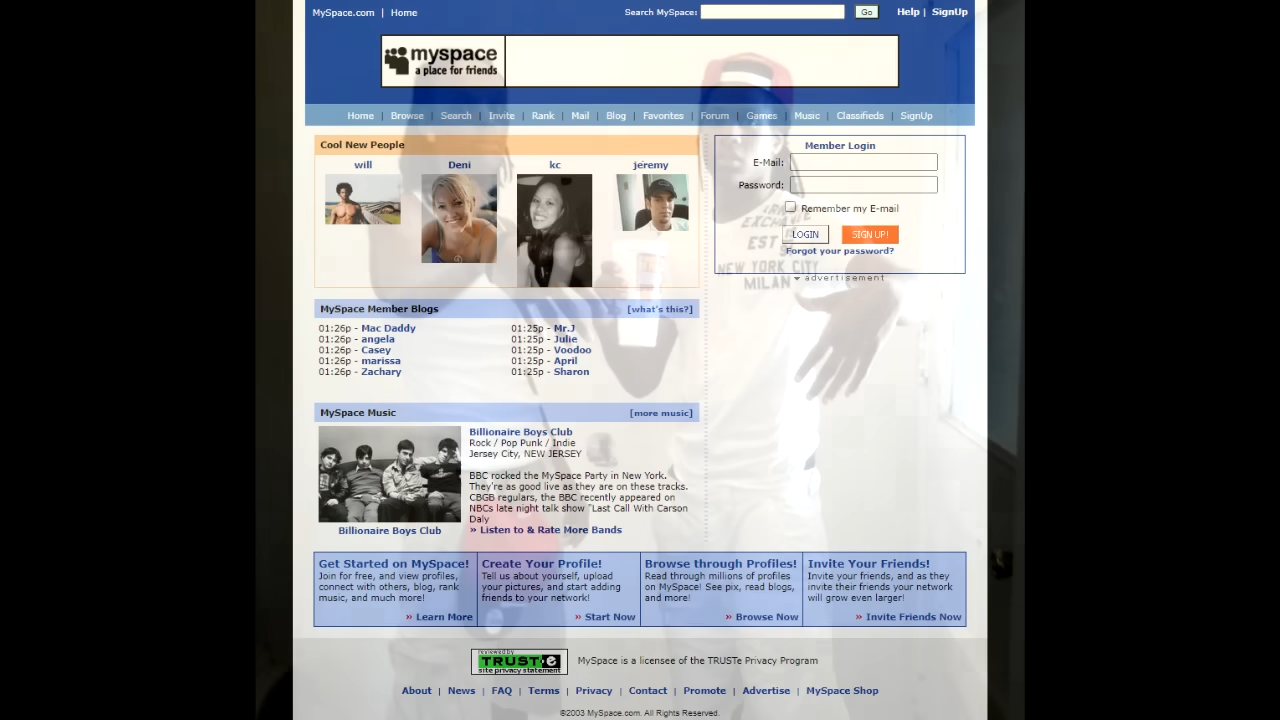 MySpace.com | Home
Search MySpace: Go Help | SignUp
myspace
a place for friends
Home | Browse | Search | Invite | Rank | Mail | Blog | Favorites | Forum | Games | Music | Classifieds | SignUp
Cool New People
will Deni kc jeremy
Member Login
E-Mail:
Password:
Remember my E-mail
LOGIN SIGN UP!
Forgot your password?
advertisement
EXCHANGE
EST
NEW YORK CITY
MILAN
MySpace Member Blogs [what's this?]
01:26p - Mac Daddy 01:25p - Mr.J
01:26p - angela 01:25p - Julie
01:26p - Casey 01:25p - Voodoo
01:26p - marissa 01:25p - April
01:26p - Zachary 01:25p - Sharon
MySpace Music [more music]
Billionaire Boys Club
Rock / Pop Punk / Indie
Jersey City, NEW JERSEY
BBC rocked the MySpace Party in New York.
They're as good live as they are on these tracks.
CBGB regulars, the BBC recently appeared on
NBCs late night talk show "Last Call With Carson
Daly
» Listen to & Rate More Bands
Billionaire Boys Club
Get Started on MySpace!
Join for free, and view profiles,
connect with others, blog, rank
music, and much more!
» Learn More
Create Your Profile!
Tell us about yourself, upload
your pictures, and start adding
friends to your network!
» Start Now
Browse through Profiles!
Read through millions of profiles
on MySpace! See pix, read blogs,
and more!
» Browse Now
Invite Your Friends!
Invite your friends, and as they
invite their friends your network
will grow even larger!
» Invite Friends Now
reviewed by
TRUSTe
site privacy statement
MySpace is a licensee of the TRUSTe Privacy Program
About | News | FAQ | Terms | Privacy | Contact | Promote | Advertise | MySpace Shop
©2003 MySpace.com. All Rights Reserved.